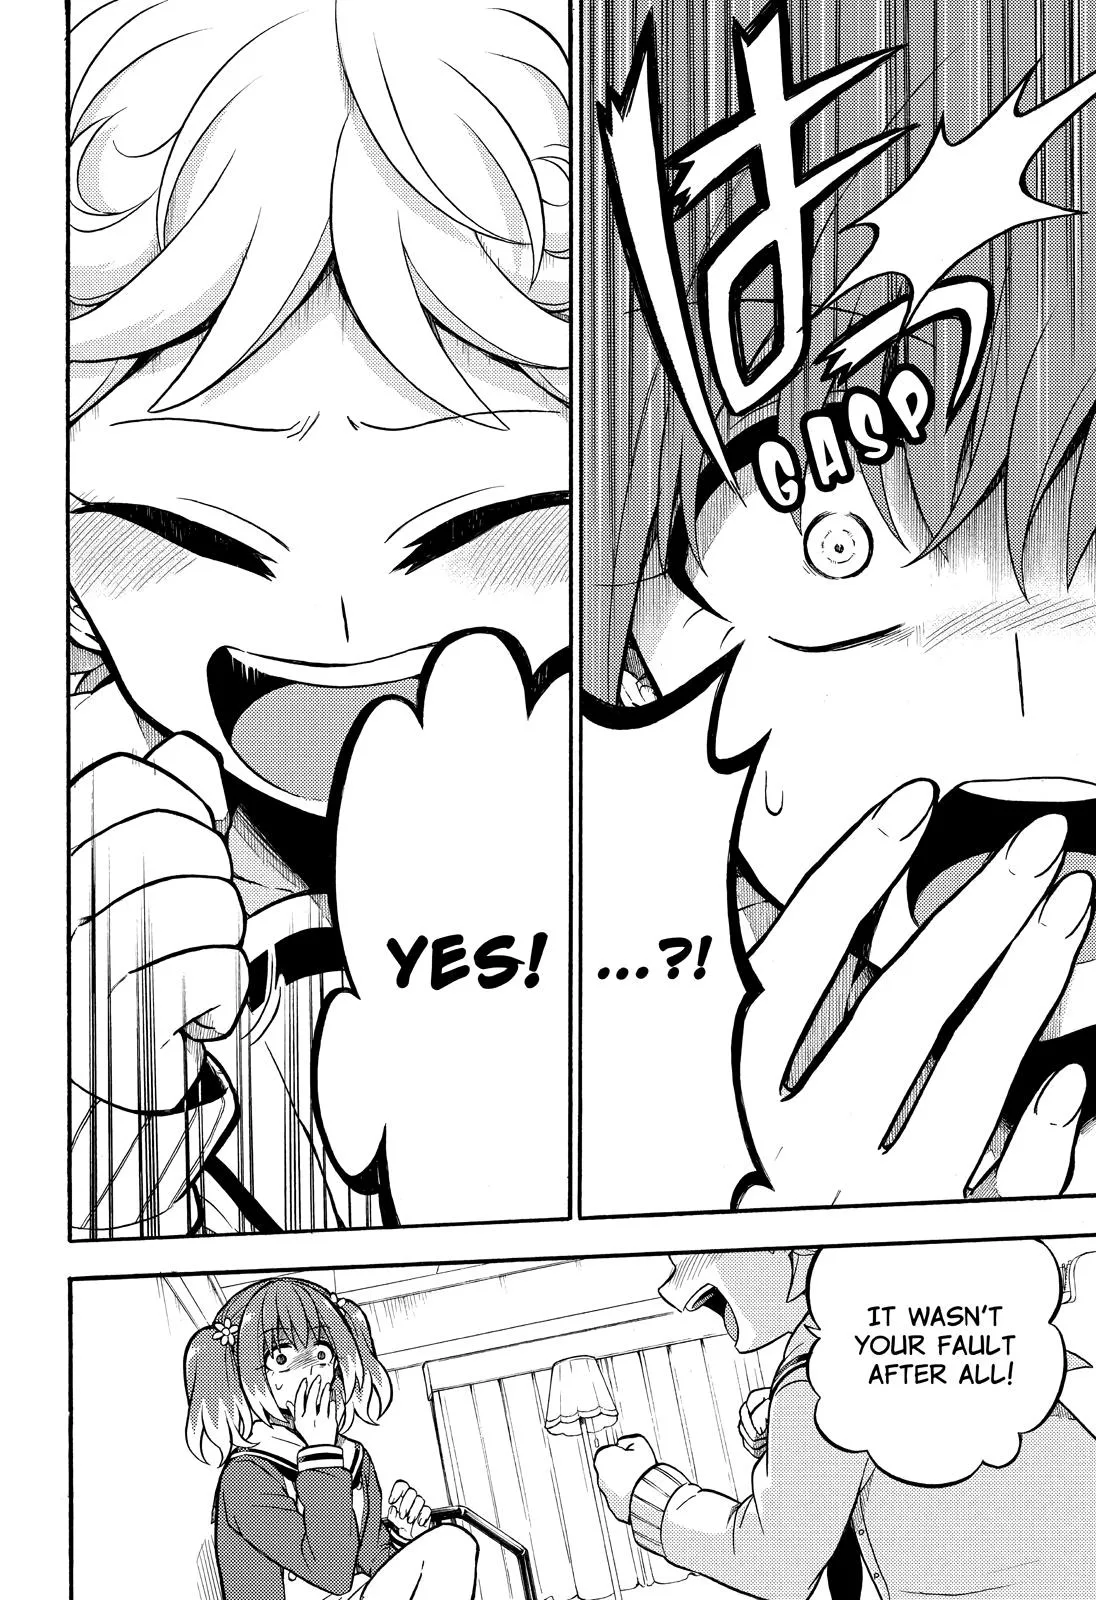 はっ
GASP
...?!
YES!
IT WASN'T
YOUR FAULT
AFTER ALL!